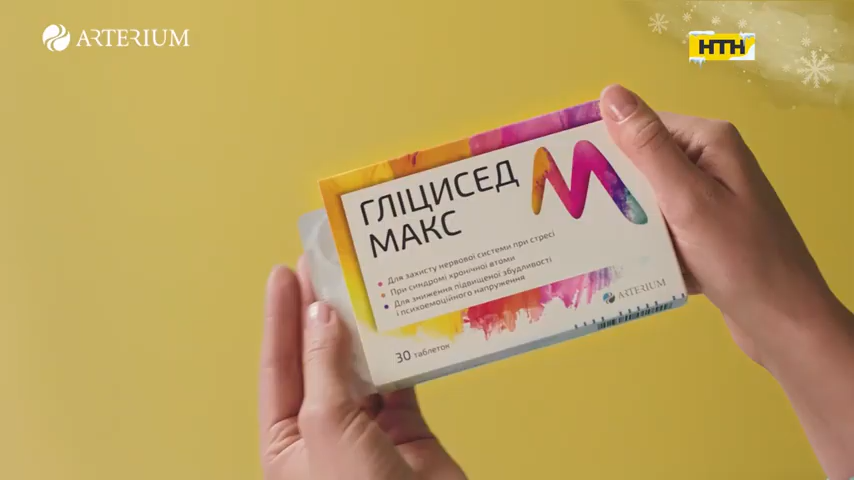 ARTERIUM
НТН
ГЛІЦИСЕД
МАКС
М
Для захисту нервової системи при стресі
При синдромі хронічної втоми
Для зниження підвищеної збудливості
і психоемоційного напруження
ARTERIUM
30 таблеток